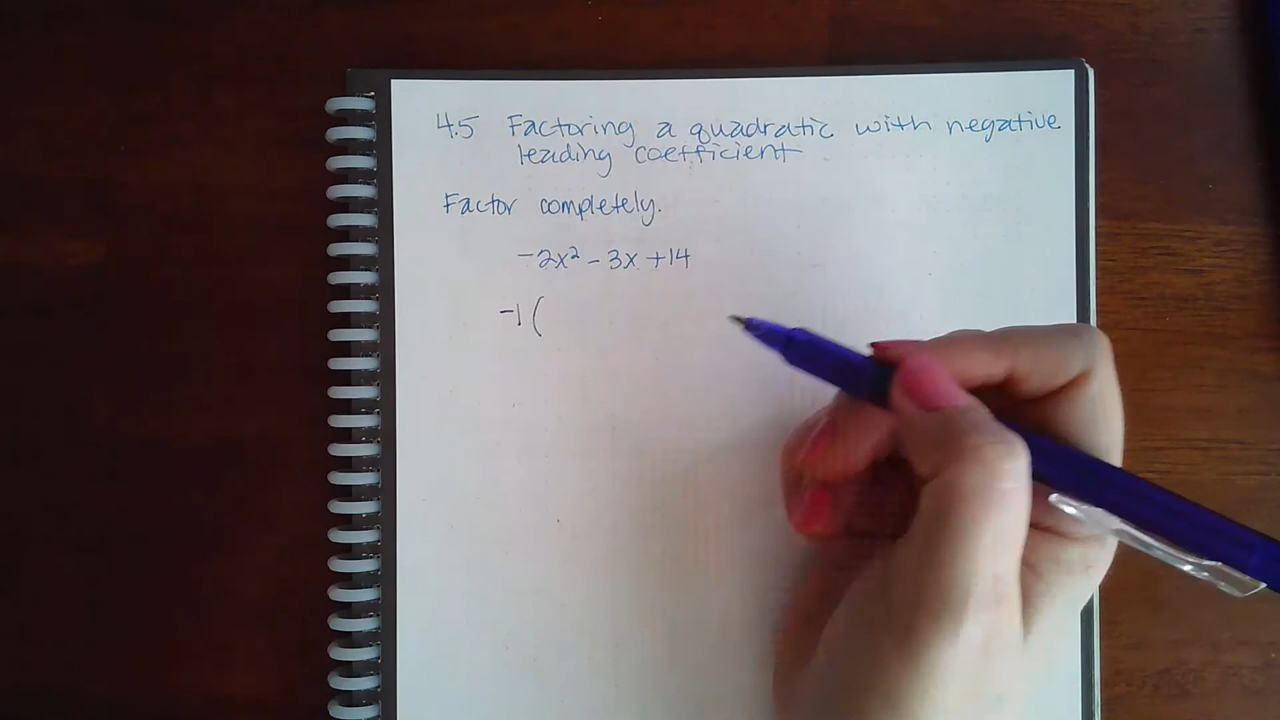 4.5 Factoring a quadratic with negative
leading coefficient
Factor completely.
-2x² - 3x + 14
-1(